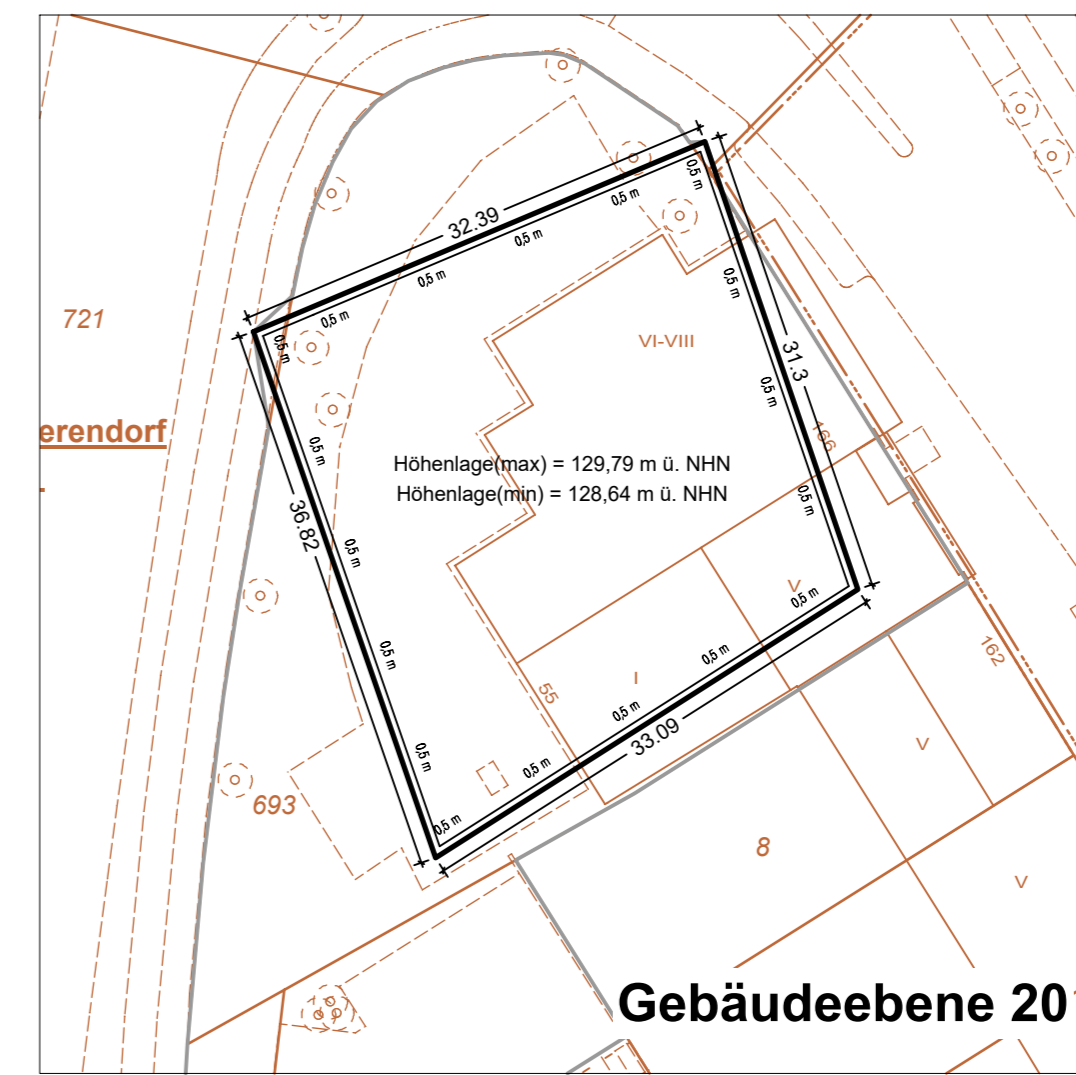 32.39
0,5 m
0,5 m
0,5 m
0,5 m
0,5 m
0,5 m
0,5 m
0,5 m
0,5 m
31.3
721
VI-VIII
erendorf
166
Höhenlage(max) = 129,79 m ü. NHN
Höhenlage(min) = 128,64 m ü. NHN
36.82
0,5 m
0,5 m
0,5 m
0,5 m
0,5 m
0,5 m
0,5 m
0,5 m
0,5 m
V
I
55
162
33.09
V
693
8
V
Gebäudeebene 20